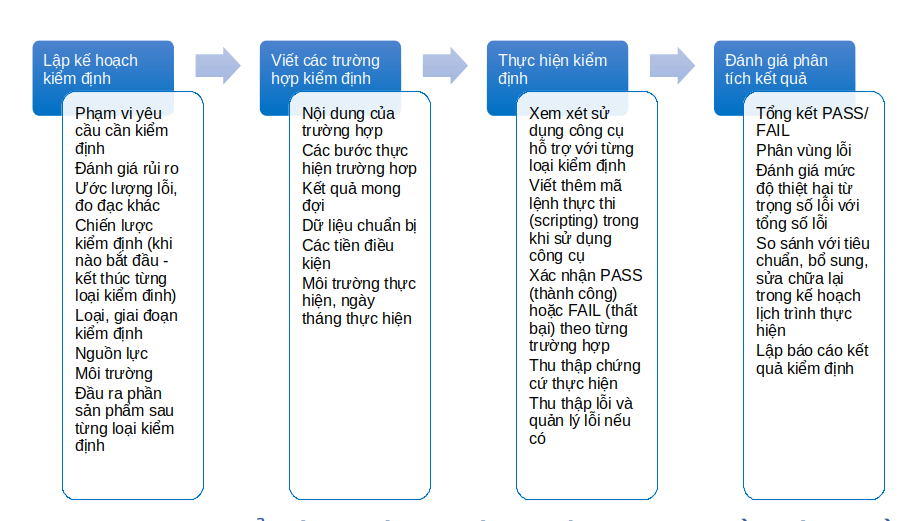 Lập kế hoạch
kiểm định
Phạm vi yêu
cầu cần kiểm
định
Đánh giá rủi ro
Ước lượng lỗi,
đo đạc khác
Chiến lược
kiểm định (khi
nào bắt đầu -
kết thúc từng
loại kiểm đinh)
Loại, giai đoạn
kiểm định
Nguồn lực
Môi trường
Đầu ra phần
sản phẩm sau
từng loại kiểm
định
Viết các trường
hợp kiểm định
Nội dung của
trường hợp
Các bước thực
hiện trường hơp
Kết quả mong
đợi
Dữ liệu chuẩn bị
Các tiền điều
kiện
Môi trường thực
hiện, ngày
tháng thực hiện
Thực hiện kiểm
định
Xem xét sử
dụng công cụ
hỗ trợ với từng
loại kiểm định
Viết thêm mã
lệnh thực thi
(scripting) trong
khi sử dụng
công cụ
Xác nhận PASS
(thành công)
hoặc FAIL (thất
bại) theo từng
trường hợp
Thu thập chứng
cứ thực hiện
Thu thập lỗi và
quản lý lỗi nếu
có
Đánh giá phân
tích kết quả
Tổng kết PASS/
FAIL
Phân vùng lỗi
Đánh giá mức
độ thiệt hại từ
trọng số lỗi với
tổng số lỗi
So sánh với tiêu
chuẩn, bổ sung,
sửa chữa lại
trong kế hoạch
lịch trình thực
hiện
Lập báo cáo kết
quả kiểm định